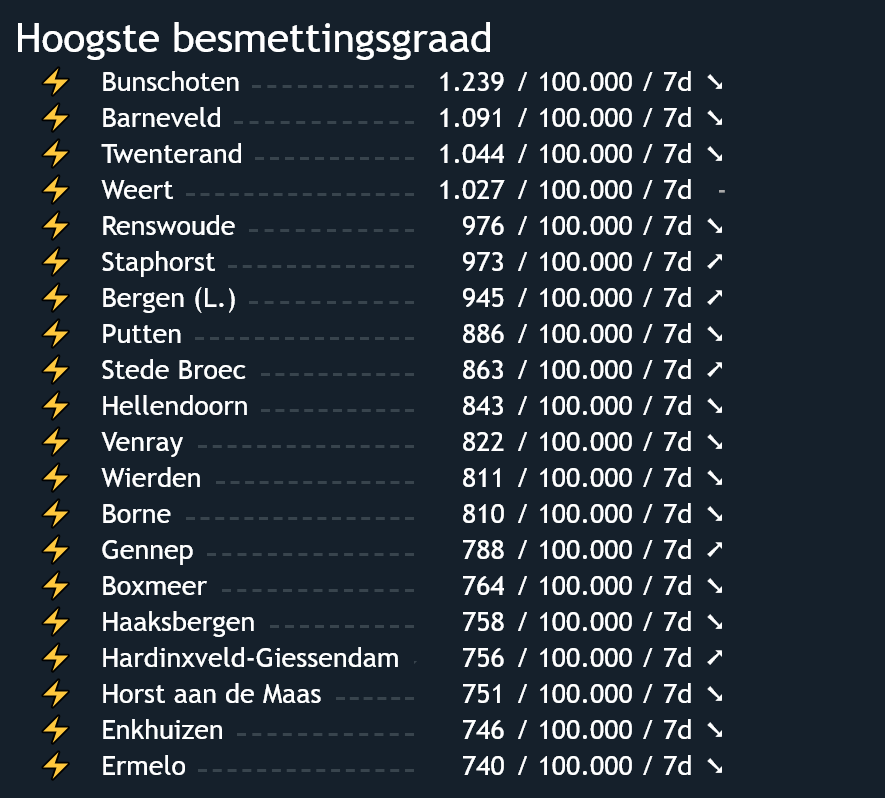 Hoogste besmettingsgraad
Bunschoten 1.239 / 100.000 / 7d ➘
Barneveld 1.091 / 100.000 / 7d ➘
Twenterand 1.044 / 100.000 / 7d ➘
Weert 1.027 / 100.000 / 7d -
Renswoude 976 / 100.000 / 7d ➘
Staphorst 973 / 100.000 / 7d ➚
Bergen (L.) 945 / 100.000 / 7d ➚
Putten 886 / 100.000 / 7d ➘
Stede Broec 863 / 100.000 / 7d ➚
Hellendoorn 843 / 100.000 / 7d ➘
Venray 822 / 100.000 / 7d ➘
Wierden 811 / 100.000 / 7d ➘
Borne 810 / 100.000 / 7d ➘
Gennep 788 / 100.000 / 7d ➚
Boxmeer 764 / 100.000 / 7d ➘
Haaksbergen 758 / 100.000 / 7d ➘
Hardinxveld-Giessendam 756 / 100.000 / 7d ➚
Horst aan de Maas 751 / 100.000 / 7d ➘
Enkhuizen 746 / 100.000 / 7d ➘
Ermelo 740 / 100.000 / 7d ➘